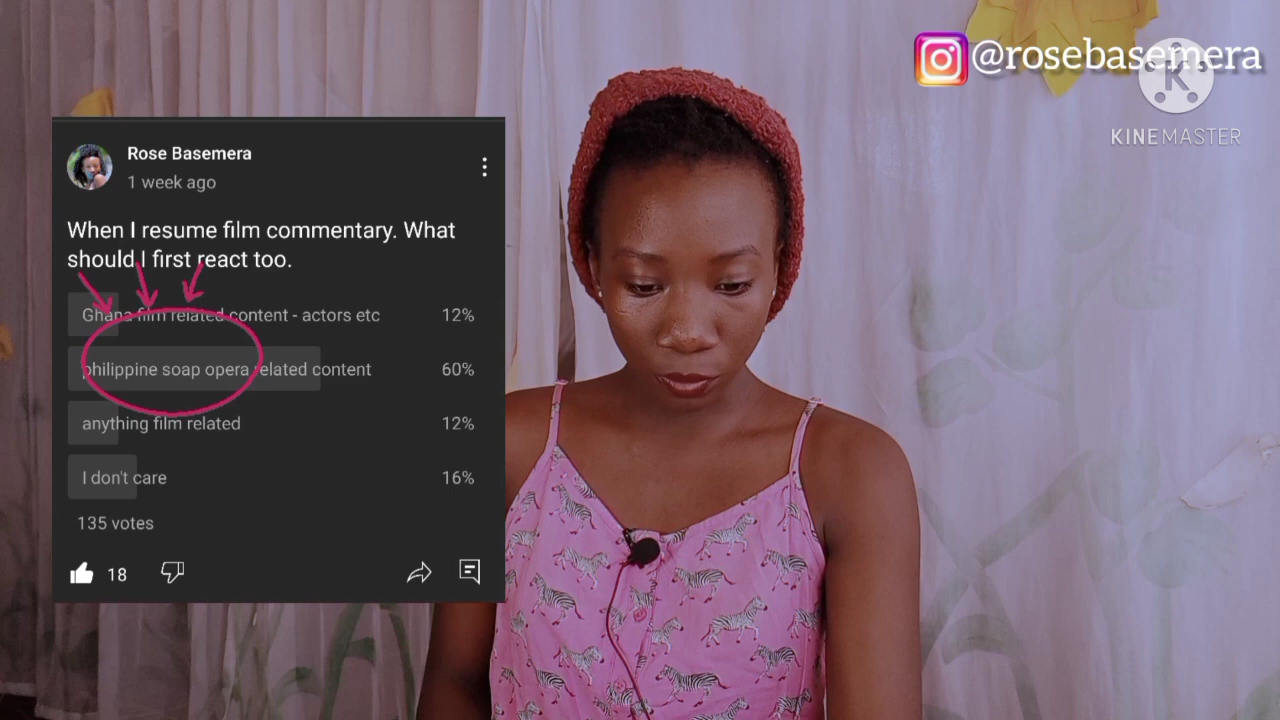 @rosebasemera
K
KINEMASTER
Rose Basemera
1 week ago
When I resume film commentary. What
should I first react too.
Ghana film related content - actors etc 12%
philippine soap opera related content 60%
anything film related 12%
I don't care 16%
135 votes
18